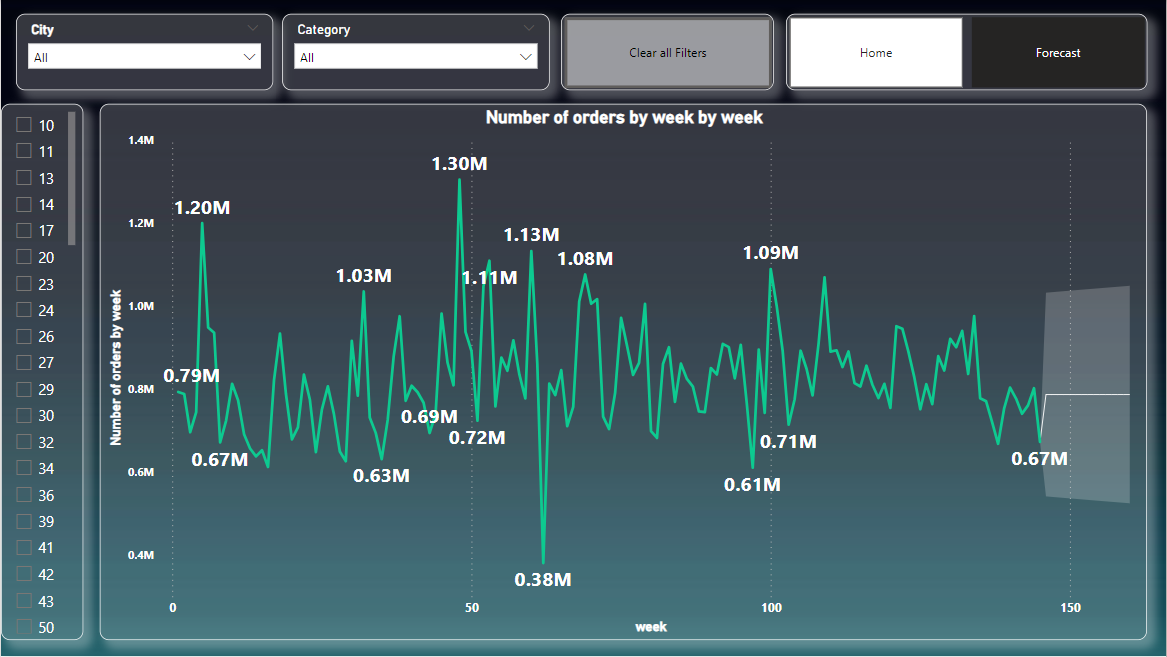 City
All
Category
All
Clear all Filters
Home
Forecast
10
11
13
14
17
20
23
24
26
27
29
30
32
34
36
39
41
42
43
50
Number of orders by week by week
Number of orders by week
1.4M
1.2M
1.0M
0.8M
0.6M
0.4M
0.79M
1.20M
0.67M
1.03M
0.63M
0.69M
1.30M
0.72M
1.11M
1.13M
0.38M
1.08M
0.61M
1.09M
0.71M
0.67M
0
50
100
150
week